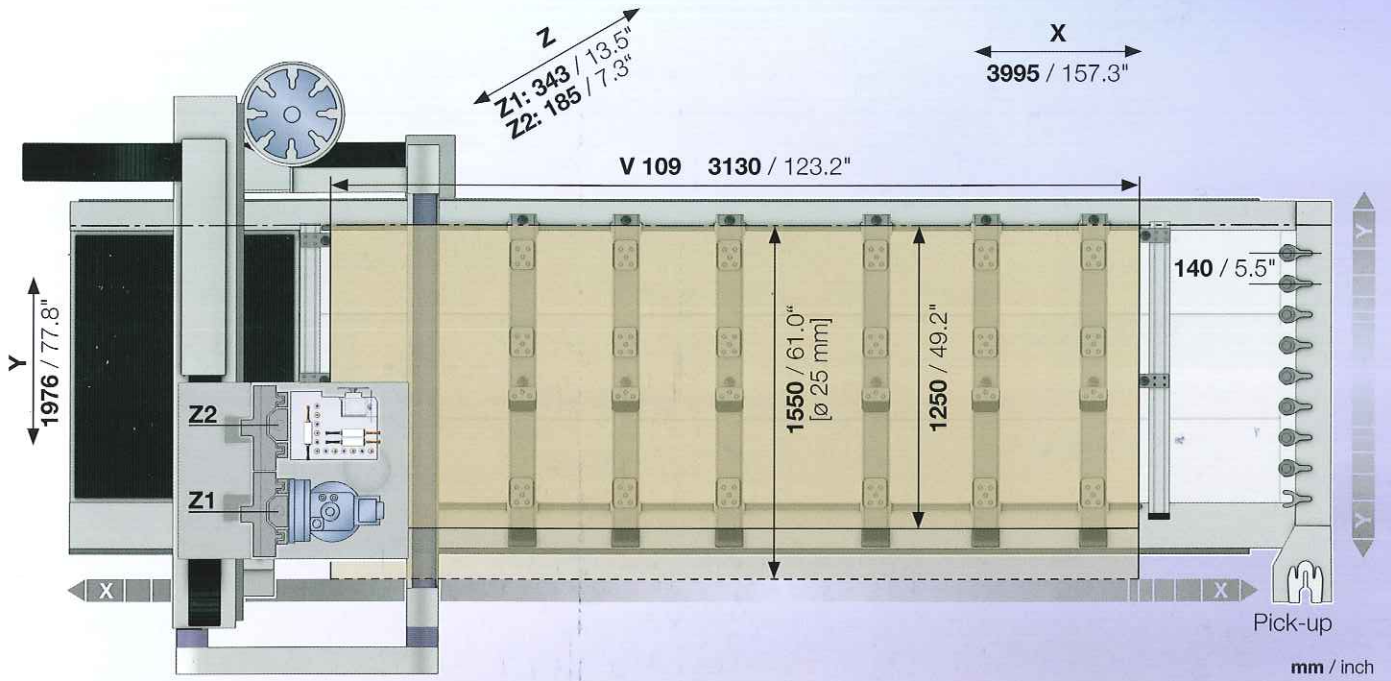 Z
Z1: 343 / 13.5"
Z2: 185 / 7.3"
X
3995 / 157.3"
V 109 3130 / 123.2"
Y
1976 / 77.8"
1550 / 61.0“
[ø 25 mm]
1250 / 49.2"
140 / 5.5"
Y
Z2
Z1
Y
X
X
Pick-up
mm / inch